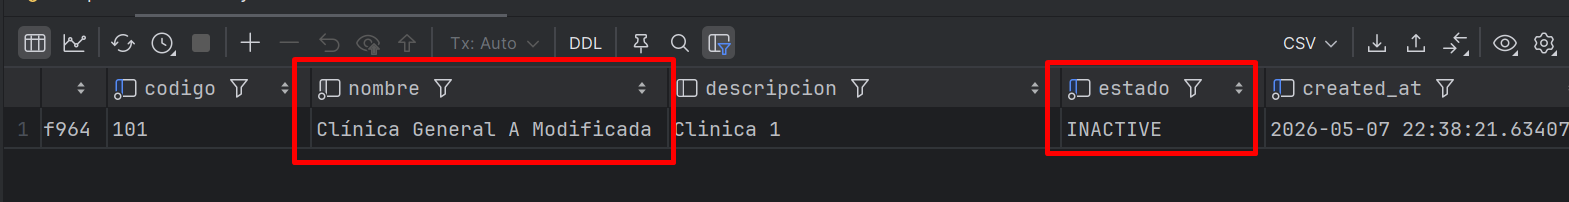 Tx: Auto DDL CSV
codigo nombre descripcion estado created_at
1 f964 101 Clínica General A Modificada Clinica 1 INACTIVE 2026-05-07 22:38:21.63407